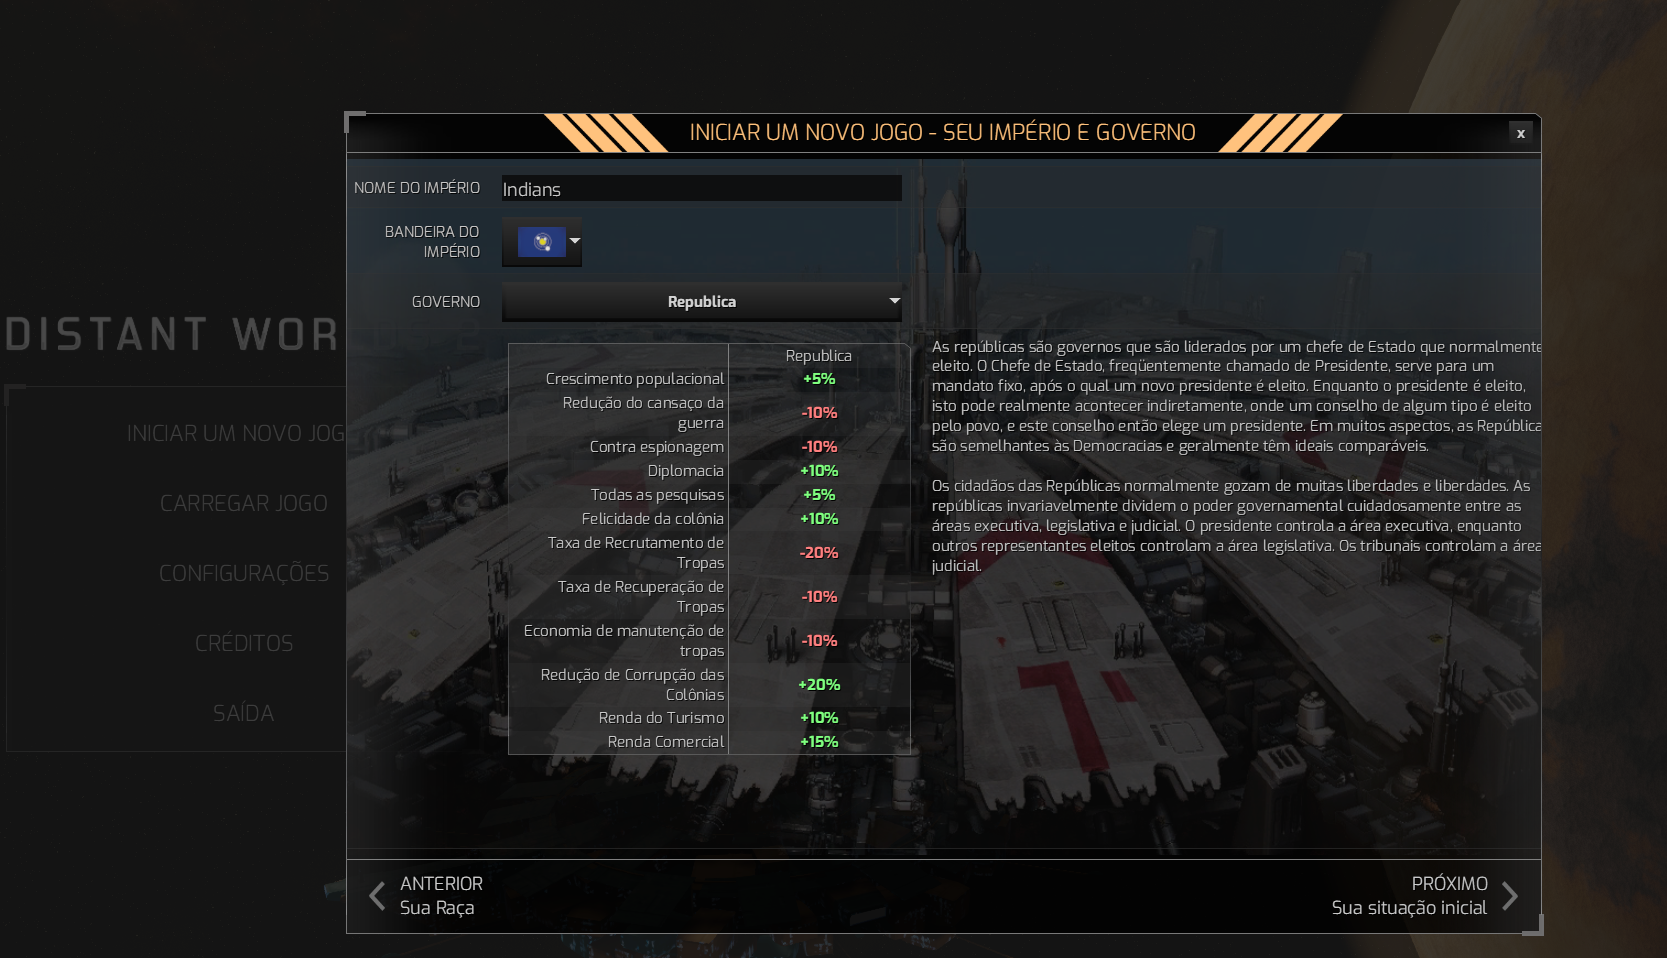 INICIAR UM NOVO JOGO - SEU IMPÉRIO E GOVERNO
x
NOME DO IMPÉRIO
Indians
BANDEIRA DO
IMPÉRIO
GOVERNO
Republica
DISTANT WOR
INICIAR UM NOVO JOG
CARREGAR JOGO
CONFIGURAÇÕES
CRÉDITOS
SAÍDA
Republica
Crescimento populacional +5%
Redução do cansaço da
guerra -10%
Contra espionagem -10%
Diplomacia +10%
Todas as pesquisas +5%
Felicidade da colônia +10%
Taxa de Recrutamento de
Tropas -20%
Taxa de Recuperação de
Tropas -10%
Economia de manutenção de
tropas -10%
Redução de Corrupção das
Colônias +20%
Renda do Turismo +10%
Renda Comercial +15%
As repúblicas são governos que são liderados por um chefe de Estado que normalmente
eleito. O Chefe de Estado, freqüentemente chamado de Presidente, serve para um
mandato fixo, após o qual um novo presidente é eleito. Enquanto o presidente é eleito,
isto pode realmente acontecer indiretamente, onde um conselho de algum tipo é eleito
pelo povo, e este conselho então elege um presidente. Em muitos aspectos, as República
são semelhantes às Democracias e geralmente têm ideais comparáveis.
Os cidadãos das Repúblicas normalmente gozam de muitas liberdades e liberdades. As
repúblicas invariavelmente dividem o poder governamental cuidadosamente entre as
áreas executiva, legislativa e judicial. O presidente controla a área executiva, enquanto
outros representantes eleitos controlam a área legislativa. Os tribunais controlam a área
judicial.
ANTERIOR
Sua Raça
PRÓXIMO
Sua situação inicial